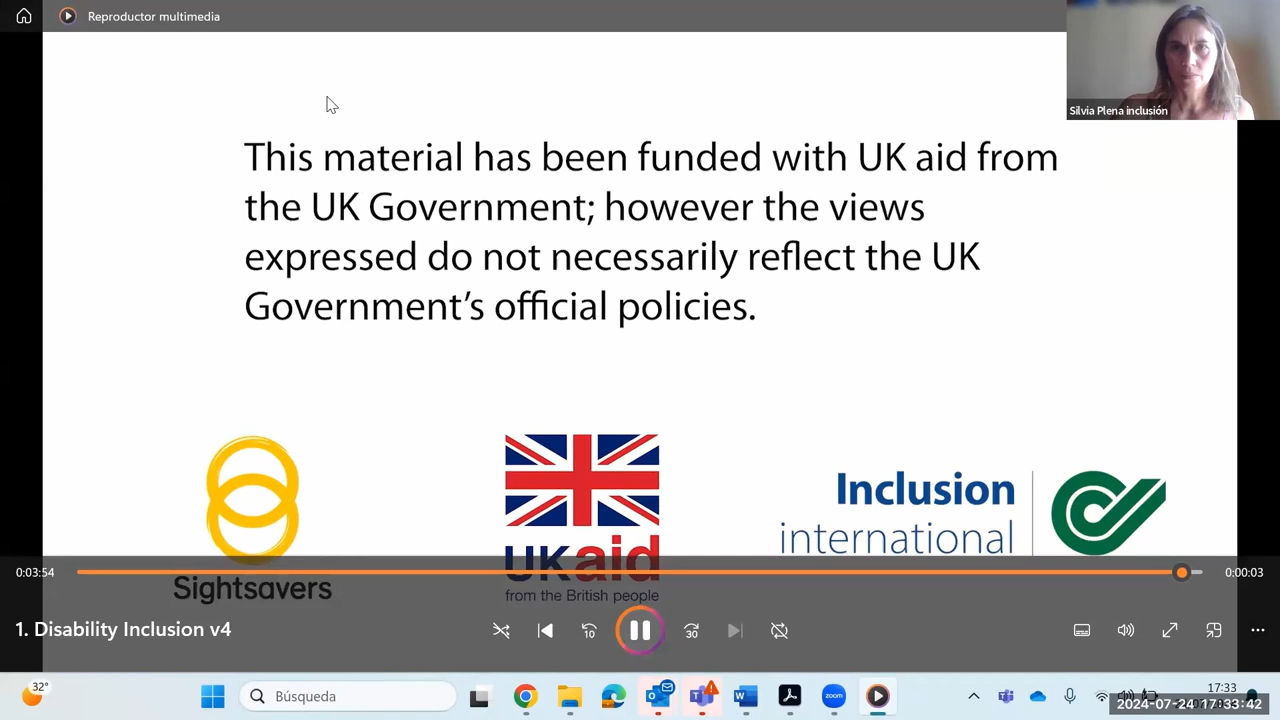 Reproductor multimedia
Silvia Plena inclusión
This material has been funded with UK aid from
the UK Government; however the views
expressed do not necessarily reflect the UK
Government’s official policies.
Sightsavers
UKaid
from the British people
Inclusion
international
0:03:54
0:00:03
1. Disability Inclusion v4
10
30
32°
Búsqueda
zoom
17:33
2024-07-24 17:33:42